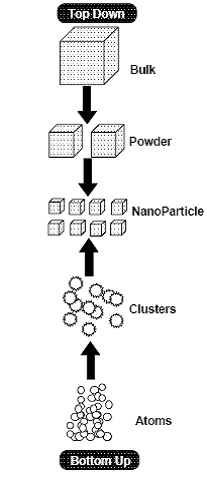 Top Down
Bulk
Powder
NanoParticle
Clusters
Atoms
Bottom Up